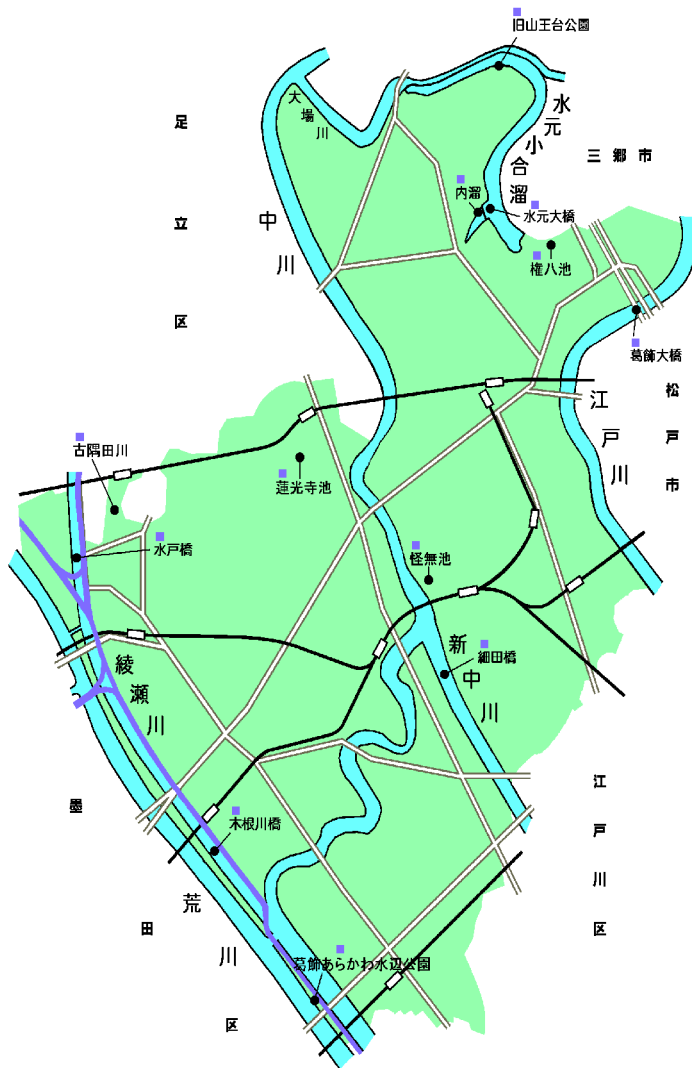 旧山王台公園
大場川
水元小合溜
足立区
三郷市
内溜
水元大橋
中川
権八池
葛飾大橋
江戸川
松戸市
古隅田川
蓮光寺池
水戸橋
怪無池
新中川
細田橋
綾瀬川
墨田区
江戸川区
木根川橋
荒川
葛飾あらかわ水辺公園